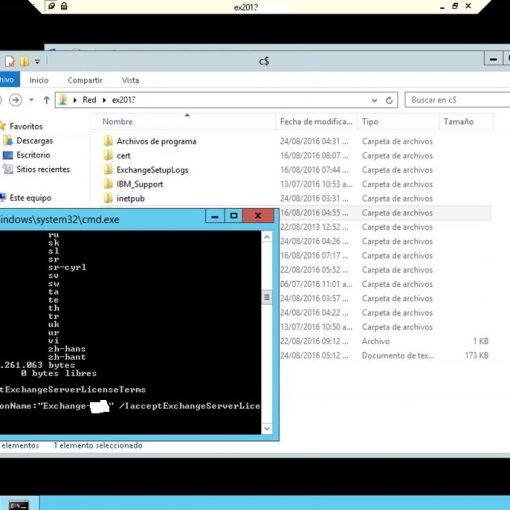 ex2013
c$
hivo
Inicio
Compartir
Vista
Red
ex2013
Buscar en c$
Nombre
Fecha de modifica...
Tipo
Tamaño
Favoritos
Descargas
Escritorio
Sitios recientes
Este equipo
Archivos de programa 24/08/2016 04:31 ... Carpeta de archivos
cert 16/08/2016 08:07 ... Carpeta de archivos
ExchangeSetupLogs 16/08/2016 07:44 ... Carpeta de archivos
IBM_Support 13/07/2016 10:53 a... Carpeta de archivos
inetpub 24/08/2016 03:31 ... Carpeta de archivos
16/08/2016 04:55 ... Carpeta de archivos
22/08/2013 12:52 ... Carpeta de archivos
24/08/2016 04:26 ... Carpeta de archivos
16/08/2016 07:17 ... Carpeta de archivos
22/08/2016 05:52 ... Carpeta de archivos
06/07/2016 11:01 a... Carpeta de archivos
24/08/2016 03:57 ... Carpeta de archivos
24/08/2016 04:22 ... Carpeta de archivos
13/07/2016 10:50 a... Carpeta de archivos
22/08/2016 09:12 ... Archivo 1 KB
24/08/2016 05:12 ... Documento de tex... 173 KB
indows\system32\cmd.exe
ru
sk
sl
sr
sr-cyrl
sv
sw
ta
te
th
tr
uk
ur
vi
zh-hans
zh-hant
.261.063 bytes
0 bytes libres
ptExchangeServerLicenseTerms
onName:"Exchange- " /IacceptExchangeServerLice
elementos 1 elemento seleccionado